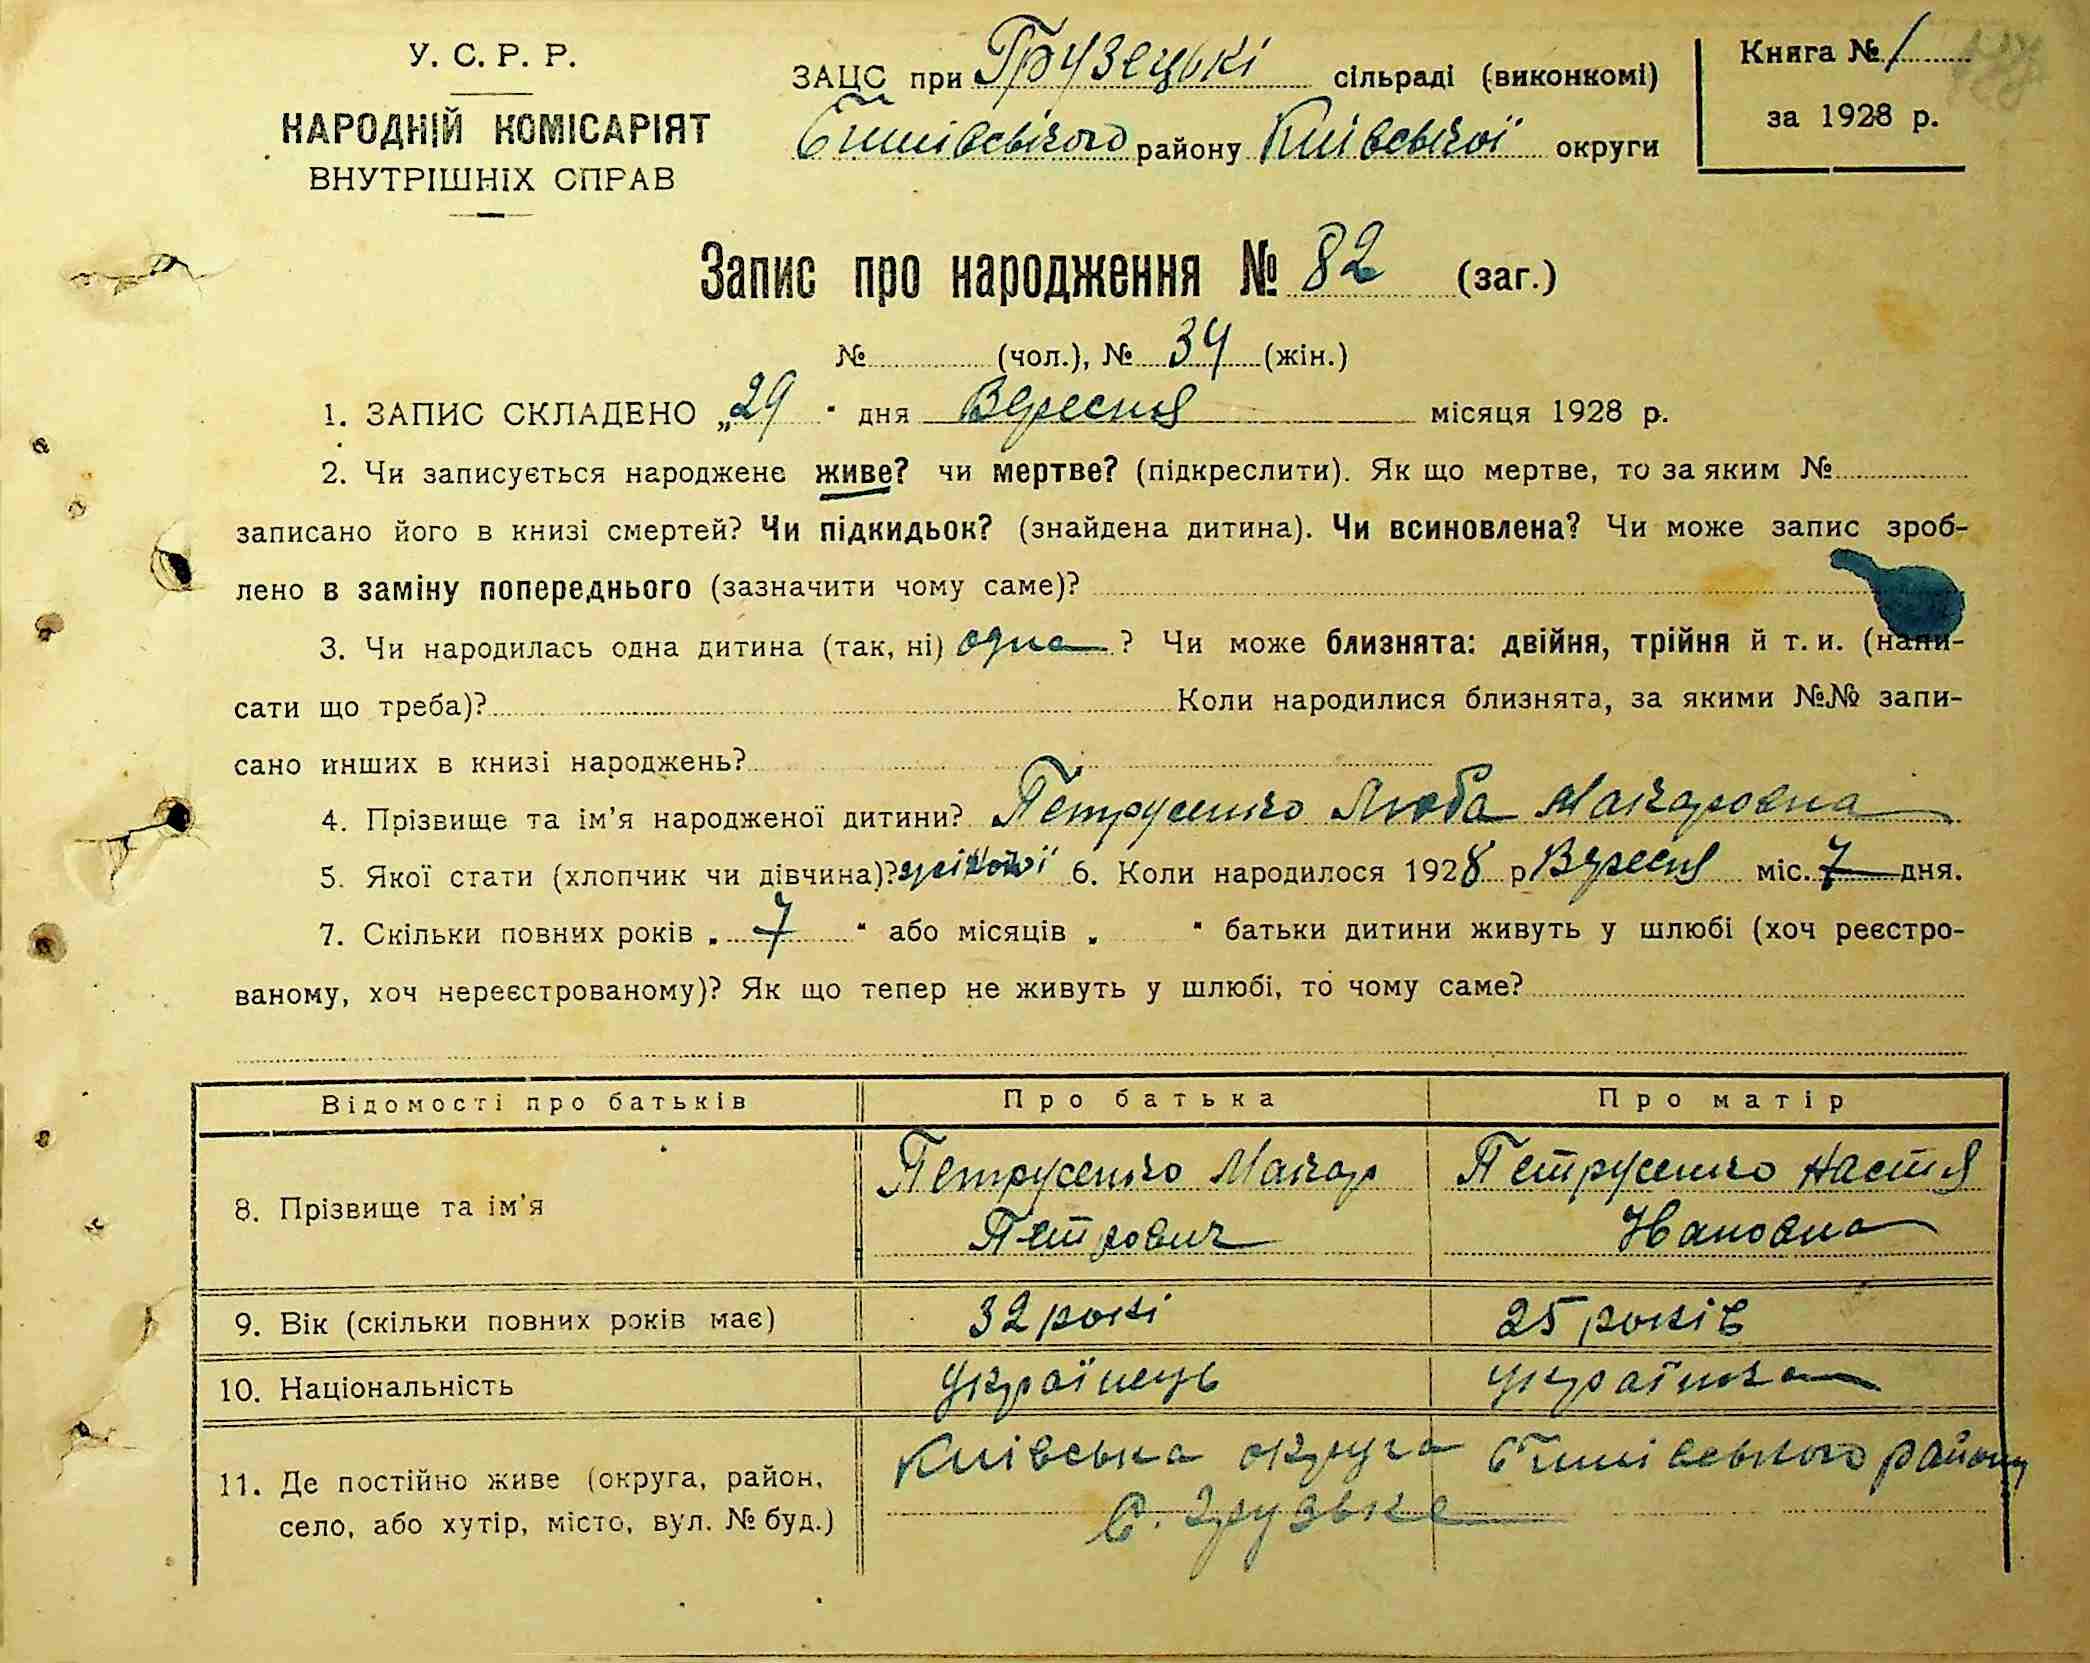 У. С. Р. Р.
НАРОДНІЙ КОМІСАРІЯТ
ВНУТРІШНІХ СПРАВ
ЗАЦС при Грузецькі сільраді (виконкомі)
району Київської округи
Книга № 1
за 1928 р.
Запис про народження № 82 (заг.)
№ (чол.), № 34 (жін.)
1. ЗАПИС СКЛАДЕНО „29" дня Вересня місяця 1928 р.
2. Чи записується народжене живе? чи мертве? (підкреслити). Як що мертве, то за яким №
записано його в книзі смертей? Чи підкидьок? (знайдена дитина). Чи всиновлена? Чи може запис зроб-
лено в заміну попереднього (зазначити чому саме)?
3. Чи народилась одна дитина (так, ні) одна? Чи може близнята: двійня, трійня й т. и. (напи-
сати що треба)? Коли народилися близнята, за якими №№ запи-
сано инших в книзі народжень?
4. Прізвище та ім'я народженої дитини? Петрусенко Люба Макаровна
5. Якої стати (хлопчик чи дівчина)? жіночої 6. Коли народилося 1928 р Вересня міс. 7 дня.
7. Скільки повних років „7" або місяців „ " батьки дитини живуть у шлюбі (хоч реєстро-
ваному, хоч нереєстрованому)? Як що тепер не живуть у шлюбі, то чому саме?
Відомості про батьків Про батька Про матір
8. Прізвище та ім'я Петрусенко Макар Петрович Петрусенко Настя Івановна
9. Вік (скільки повних років має) 32 рокі 25 років
10. Національність українець українка
11. Де постійно живе (округа, район, Київська округа району
село, або хутір, місто, вул. № буд.) с. Грузьке